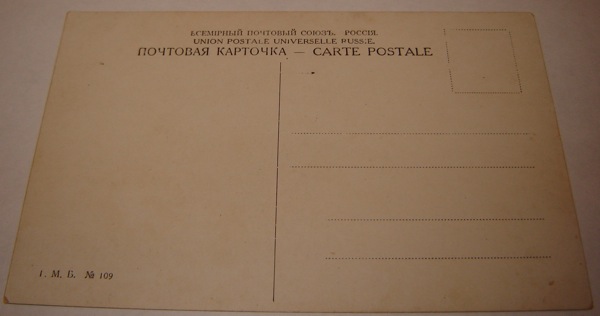 ВСЕМІРНЫЙ ПОЧТОВЫЙ СОЮЗЪ. РОССІЯ.
UNION POSTALE UNIVERSELLE RUSSIE.
ПОЧТОВАЯ КАРТОЧКА — CARTE POSTALE
Г. М. Б. № 109